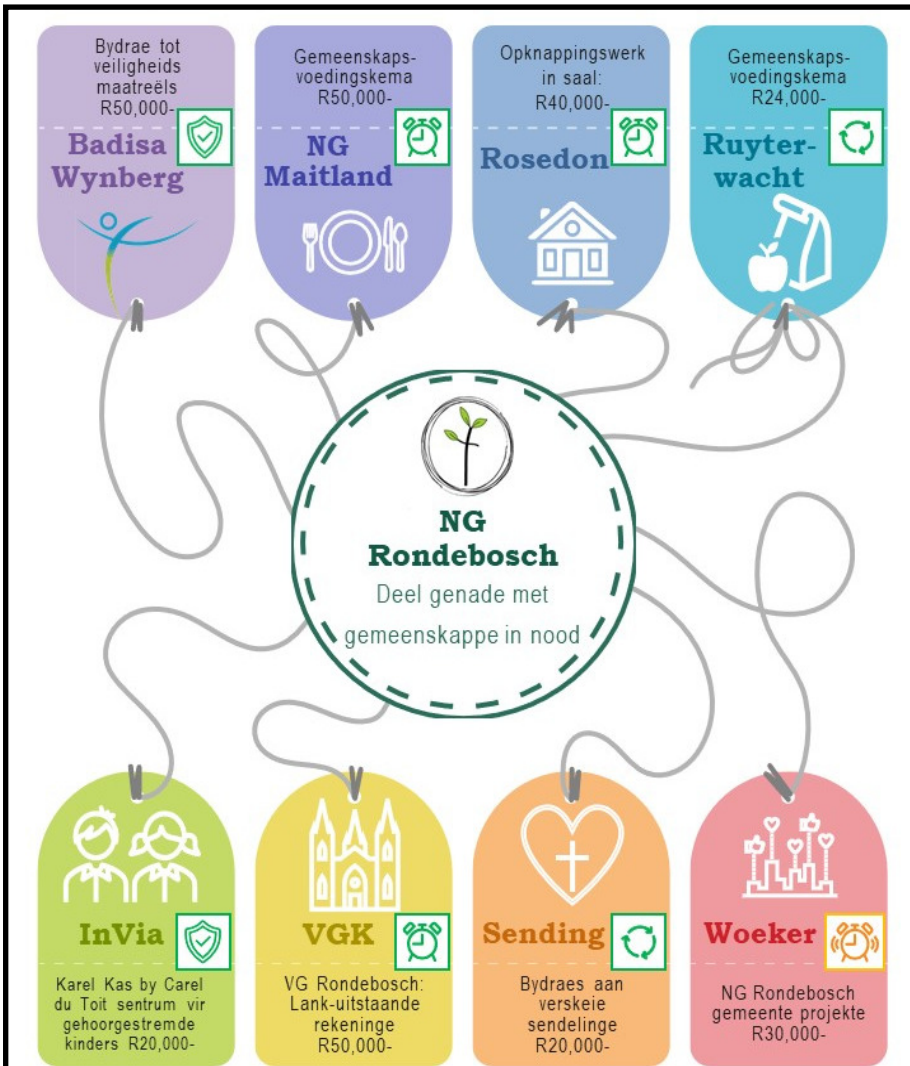 Bydrae tot
veiligheids
maatreëls
R50,000-
Badisa
Wynberg
Gemeenskaps-
voedingskema
R50,000-
NG
Maitland
Opknappingswerk
in saal:
R40,000-
Rosedon
Gemeenskaps-
voedingskema
R24,000-
Ruyter-
wacht
NG
Rondebosch
Deel genade met
gemeenskappe in nood
InVia
Karel Kas by Carel
du Toit sentrum vir
gehoorgestremde
kinders R20,000-
VGK
VG Rondebosch:
Lank-uitstaande
rekeninge
R50,000-
Sending
Bydraes aan
verskeie
sendelinge
R20,000-
Woeker
NG Rondebosch
gemeente projekte
R30,000-